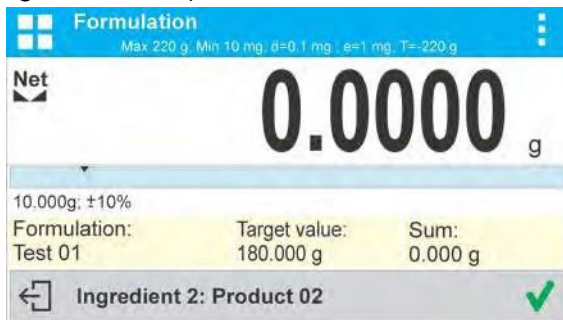 Formulation
Max 220 g Min 10 mg, d=0.1 mg ; e=1 mg, T=-220 g
Net
0.0000 g
10.000g; ±10%
Formulation: Target value: Sum:
Test 01 180.000 g 0.000 g
Ingredient 2: Product 02